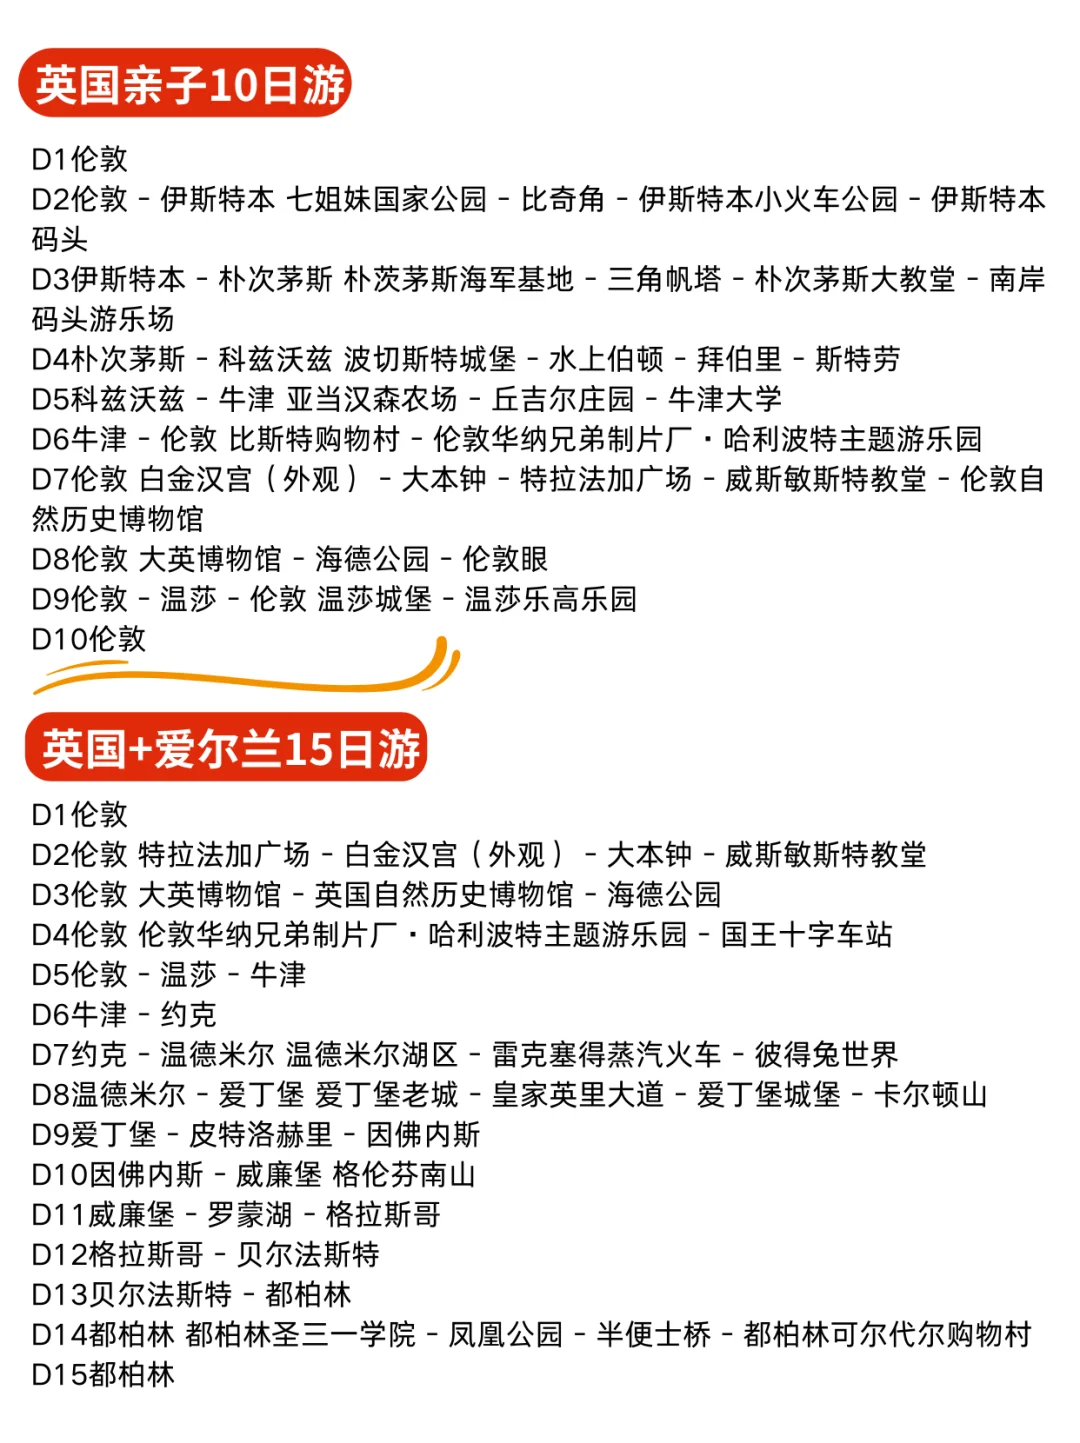 英国亲子10日游
D1伦敦
D2伦敦 - 伊斯特本 七姐妹国家公园 - 比奇角 - 伊斯特本小火车公园 - 伊斯特本
码头
D3伊斯特本 - 朴次茅斯 朴茨茅斯海军基地 - 三角帆塔 - 朴次茅斯大教堂 - 南岸
码头游乐场
D4朴次茅斯 - 科兹沃兹 波切斯特城堡 - 水上伯顿 - 拜伯里 - 斯特劳
D5科兹沃兹 - 牛津 亚当汉森农场 - 丘吉尔庄园 - 牛津大学
D6牛津 - 伦敦 比斯特购物村 - 伦敦华纳兄弟制片厂·哈利波特主题游乐园
D7伦敦 白金汉宫（外观） - 大本钟 - 特拉法加广场 - 威斯敏斯特教堂 - 伦敦自
然历史博物馆
D8伦敦 大英博物馆 - 海德公园 - 伦敦眼
D9伦敦 - 温莎 - 伦敦 温莎城堡 - 温莎乐高乐园
D10伦敦
英国+爱尔兰15日游
D1伦敦
D2伦敦 特拉法加广场 - 白金汉宫（外观） - 大本钟 - 威斯敏斯特教堂
D3伦敦 大英博物馆 - 英国自然历史博物馆 - 海德公园
D4伦敦 伦敦华纳兄弟制片厂·哈利波特主题游乐园 - 国王十字车站
D5伦敦 - 温莎 - 牛津
D6牛津 - 约克
D7约克 - 温德米尔 温德米尔湖区 - 雷克塞得蒸汽火车 - 彼得兔世界
D8温德米尔 - 爱丁堡 爱丁堡老城 - 皇家英里大道 - 爱丁堡城堡 - 卡尔顿山
D9爱丁堡 - 皮特洛赫里 - 因佛内斯
D10因佛内斯 - 威廉堡 格伦芬南山
D11威廉堡 - 罗蒙湖 - 格拉斯哥
D12格拉斯哥 - 贝尔法斯特
D13贝尔法斯特 - 都柏林
D14都柏林 都柏林圣三一学院 - 凤凰公园 - 半便士桥 - 都柏林可尔代尔购物村
D15都柏林